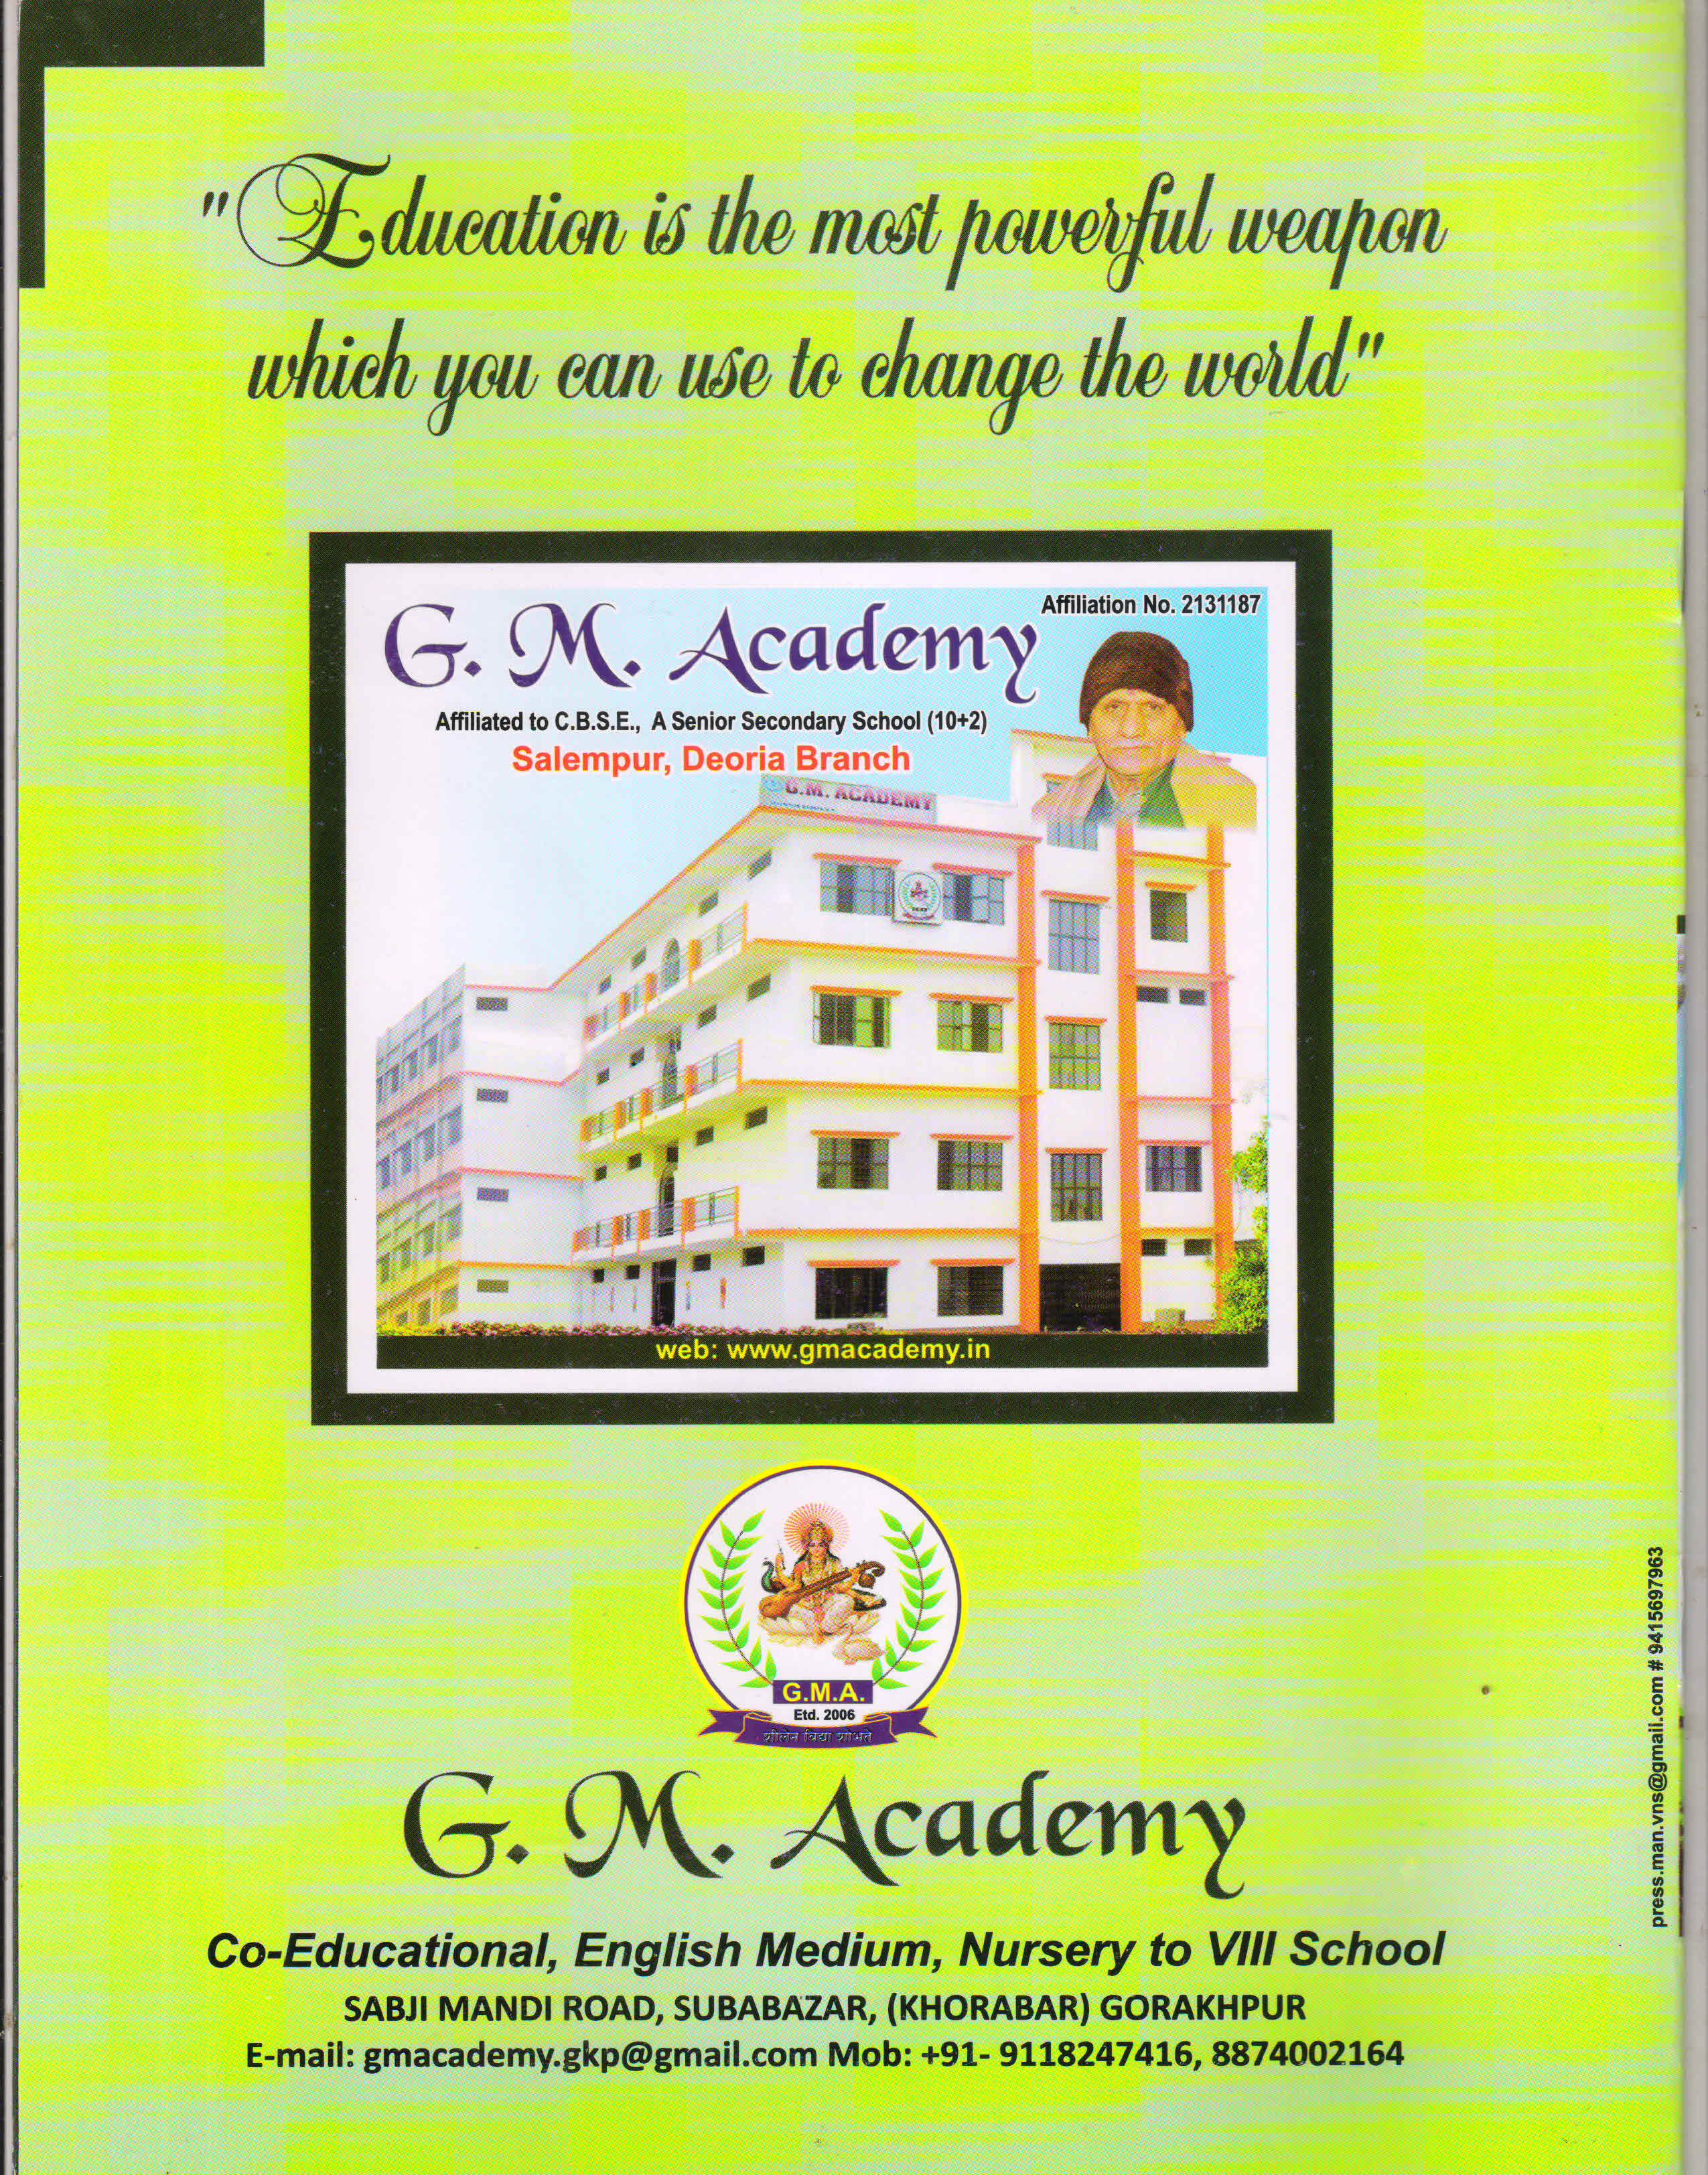 "Education is the most powerful weapon
which you can use to change the world"
Affiliation No. 2131187
G. M. Academy
Affiliated to C.B.S.E., A Senior Secondary School (10+2)
Salempur, Deoria Branch
G.M. ACADEMY
web: www.gmacademy.in
G.M.A.
Etd. 2006
शीलेन विद्या शोभते
G. M. Academy
Co-Educational, English Medium, Nursery to VIII School
SABJI MANDI ROAD, SUBABAZAR, (KHORABAR) GORAKHPUR
E-mail: gmacademy.gkp@gmail.com Mob: +91- 9118247416, 8874002164
press.man.vns@gmail.com # 9415697963